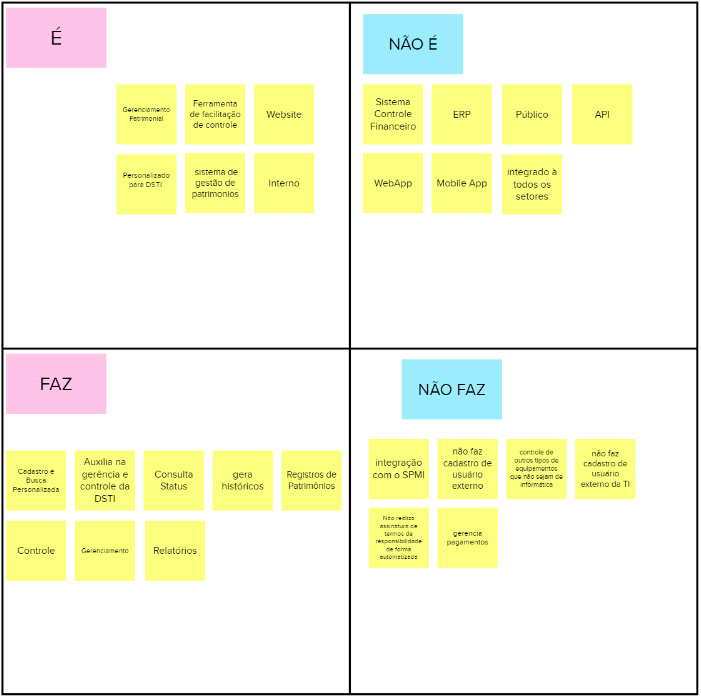 É
Gerenciamento
Patrimonial
Ferramenta
de facilitação
de controle
Website
Personalizado
para DSTI
sistema de
gestão de
patrimonios
Interno
NÃO É
Sistema
Controle
Financeiro
ERP
Público
API
WebApp
Mobile App
integrado à
todos os
setores
FAZ
Cadastro e
Busca
Personalizada
Auxilia na
gerência e
controle da
DSTI
Consulta
Status
gera
históricos
Registros de
Patrimônios
Controle
Gerenciamento
Relatórios
NÃO FAZ
integração
com o SPMI
não faz
cadastro de
usuário
externo
controle de
outros tipos de
equipamentos
que não sejam de
informática
não faz
cadastro de
usuário
externo da TI
Não realiza
assinatura de
termos de
responsibilidade
de forma
automatizada
gerencia
pagamentos